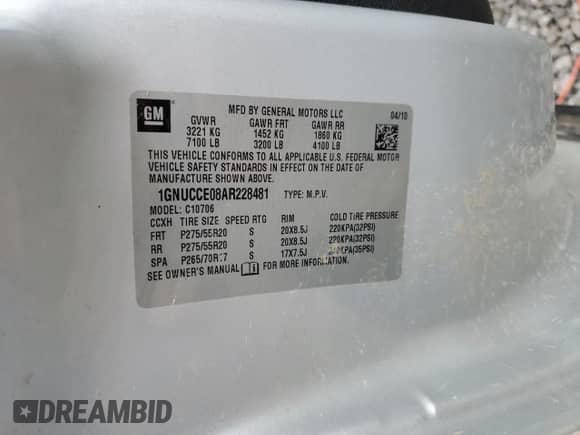 GM
MFD BY GENERAL MOTORS LLC 04/10
GVWR GAWR FRT GAWR RR
3221 KG 1452 KG 1860 KG
7100 LB 3200 LB 4100 LB
THIS VEHICLE CONFORMS TO ALL APPLICABLE U.S. FEDERAL MOTOR
VEHICLE SAFETY STANDARDS IN EFFECT ON THE DATE OF
MANUFACTURE SHOWN ABOVE.
1GNUCCE08AR228481 TYPE: M.P.V.
MODEL: C10706
CCXH TIRE SIZE SPEED RTG RIM COLD TIRE PRESSURE
FRT P275/55R20 S 20X8.5J 220KPA(32PSI)
RR P275/55R20 S 20X8.5J 220KPA(32PSI)
SPA P265/70R17 S 17X7.5J 240KPA(35PSI)
SEE OWNER'S MANUAL FOR MORE INFORMATION.
DREAMBID